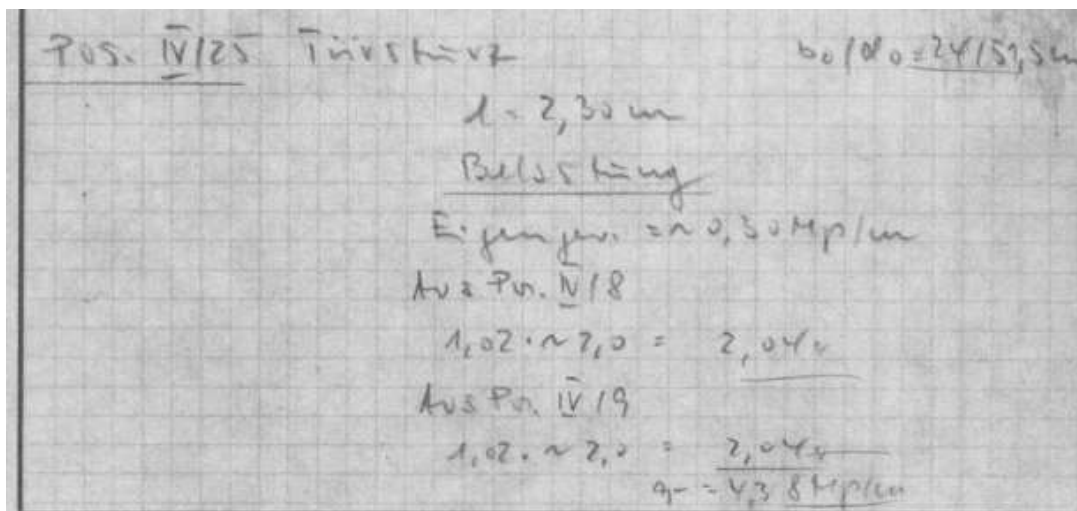 Pos. IV/25 Türsturz b₀/d₀ = 24/51,5 cm
l = 2,30 m
Belastung
Eigengew. = ~ 0,30 Mp/m
Aus Pos. IV/8
1,02 · ~ 2,0 = 2,04 "
Aus Pos. IV/9
1,02 · ~ 2,0 = 2,04 "
q = 4,38 Mp/m